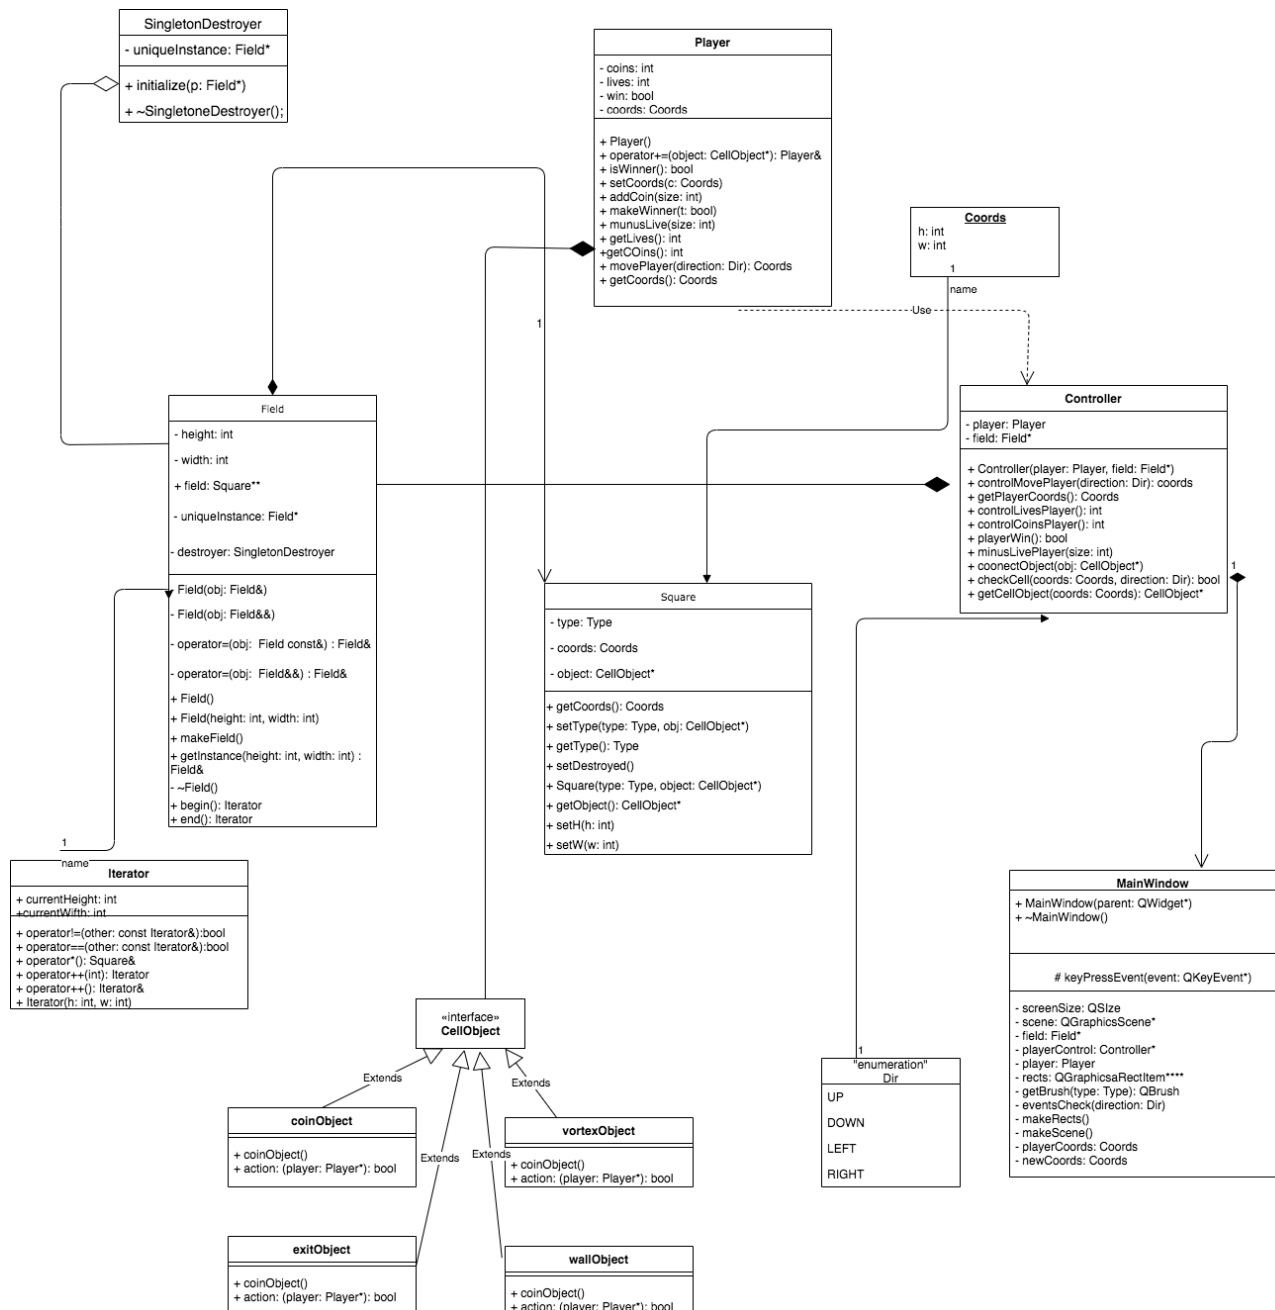 SingletonDestroyer
- uniqueInstance: Field*
+ initialize(p: Field*)
+ ~SingletoneDestroyer();
Player
- coins: int
- lives: int
- win: bool
- coords: Coords
+ Player()
+ operator+=(object: CellObject*): Player&
+ isWinner(): bool
+ setCoords(c: Coords)
+ addCoin(size: int)
+ makeWinner(t: bool)
+ munusLive(size: int)
+ getLives(): int
+getCOins(): int
+ movePlayer(direction: Dir): Coords
+ getCoords(): Coords
Coords
h: int
w: int
1
name
Use
1
Field
- height: int
- width: int
+ field: Square**
- uniqueInstance: Field*
- destroyer: SingletonDestroyer
Field(obj: Field&)
- Field(obj: Field&&)
- operator=(obj: Field const&) : Field&
- operator=(obj: Field&&) : Field&
+ Field()
+ Field(height: int, width: int)
+ makeField()
+ getInstance(height: int, width: int) :
Field&
- ~Field()
+ begin(): Iterator
+ end(): Iterator
Controller
- player: Player
- field: Field*
+ Controller(player: Player, field: Field*)
+ controlMovePlayer(direction: Dir): coords
+ getPlayerCoords(): Coords
+ controlLivesPlayer(): int
+ controlCoinsPlayer(): int
+ playerWin(): bool
+ minusLivePlayer(size: int)
+ coonectObject(obj: CellObject*)
+ checkCell(coords: Coords, direction: Dir): bool
+ getCellObject(coords: Coords): CellObject*
1
Square
- type: Type
- coords: Coords
- object: CellObject*
+ getCoords(): Coords
+ setType(type: Type, obj: CellObject*)
+ getType(): Type
+ setDestroyed()
+ Square(type: Type, object: CellObject*)
+ getObject(): CellObject*
+ setH(h: int)
+ setW(w: int)
1
name
Iterator
+ currentHeight: int
+currentWifth: int
+ operator!=(other: const Iterator&):bool
+ operator==(other: const Iterator&):bool
+ operator*(): Square&
+ operator++(int): Iterator
+ operator++(): Iterator&
+ Iterator(h: int, w: int)
MainWindow
+ MainWindow(parent: QWidget*)
+ ~MainWindow()
# keyPressEvent(event: QKeyEvent*)
- screenSize: QSIze
- scene: QGraphicsScene*
- field: Field*
- playerControl: Controller*
- player: Player
- rects: QGraphicsaRectItem****
- getBrush(type: Type): QBrush
- eventsCheck(direction: Dir)
- makeRects()
- makeScene()
- playerCoords: Coords
- newCoords: Coords
«interface»
CellObject
Extends
Extends
Extends
Extends
1
"enumeration"
Dir
UP
DOWN
LEFT
RIGHT
coinObject
+ coinObject()
+ action: (player: Player*): bool
vortexObject
+ coinObject()
+ action: (player: Player*): bool
exitObject
+ coinObject()
+ action: (player: Player*): bool
wallObject
+ coinObject()
+ action: (player: Player*): bool